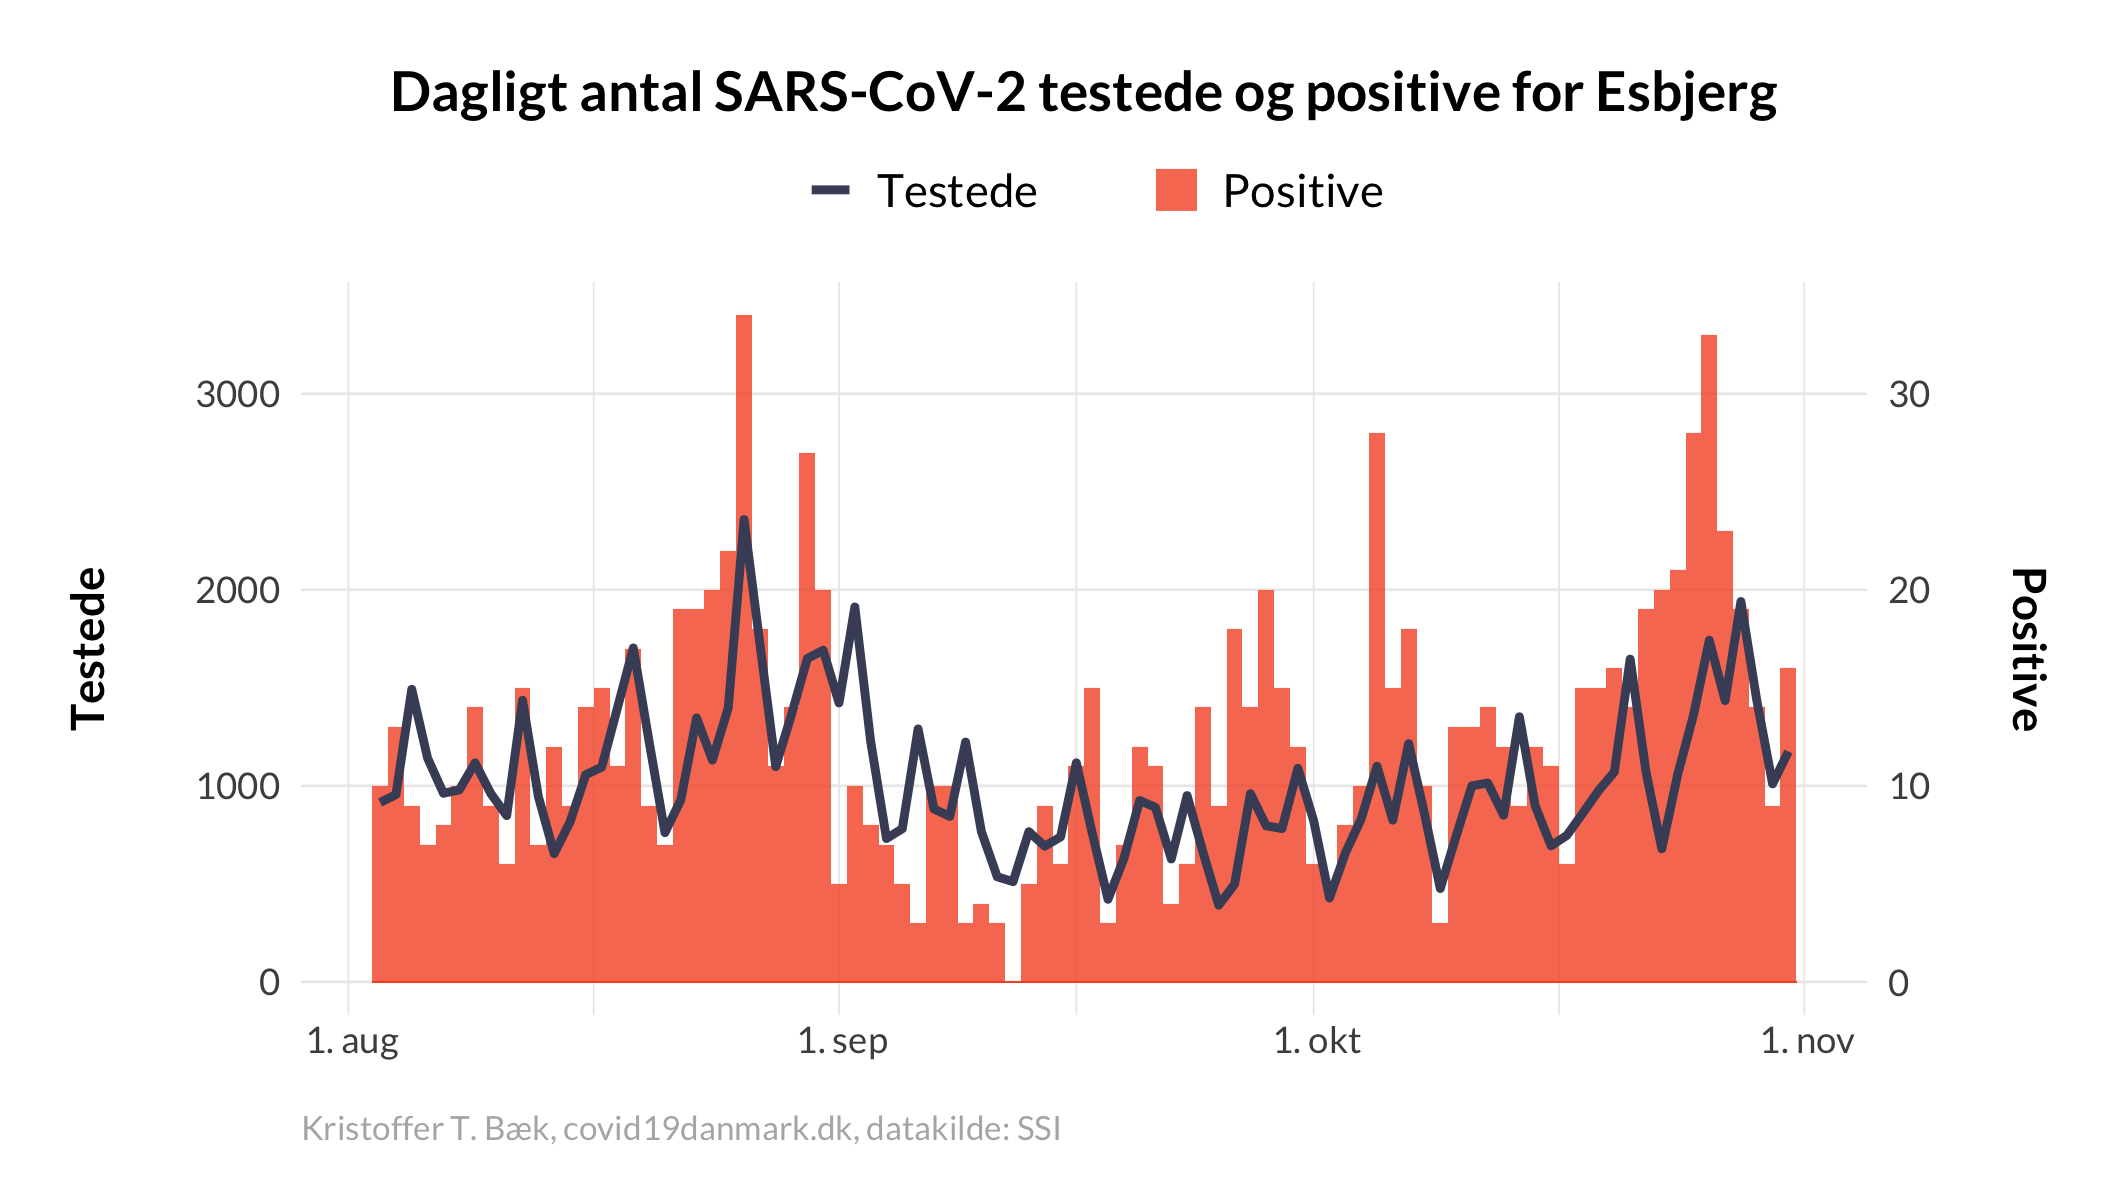 Dagligt antal SARS-CoV-2 testede og positive for Esbjerg
Testede Positive
3000 30
2000 20
1000 10
0 0
Testede
Positive
1. aug 1. sep 1. okt 1. nov
Kristoffer T. Bæk, covid19danmark.dk, datakilde: SSI